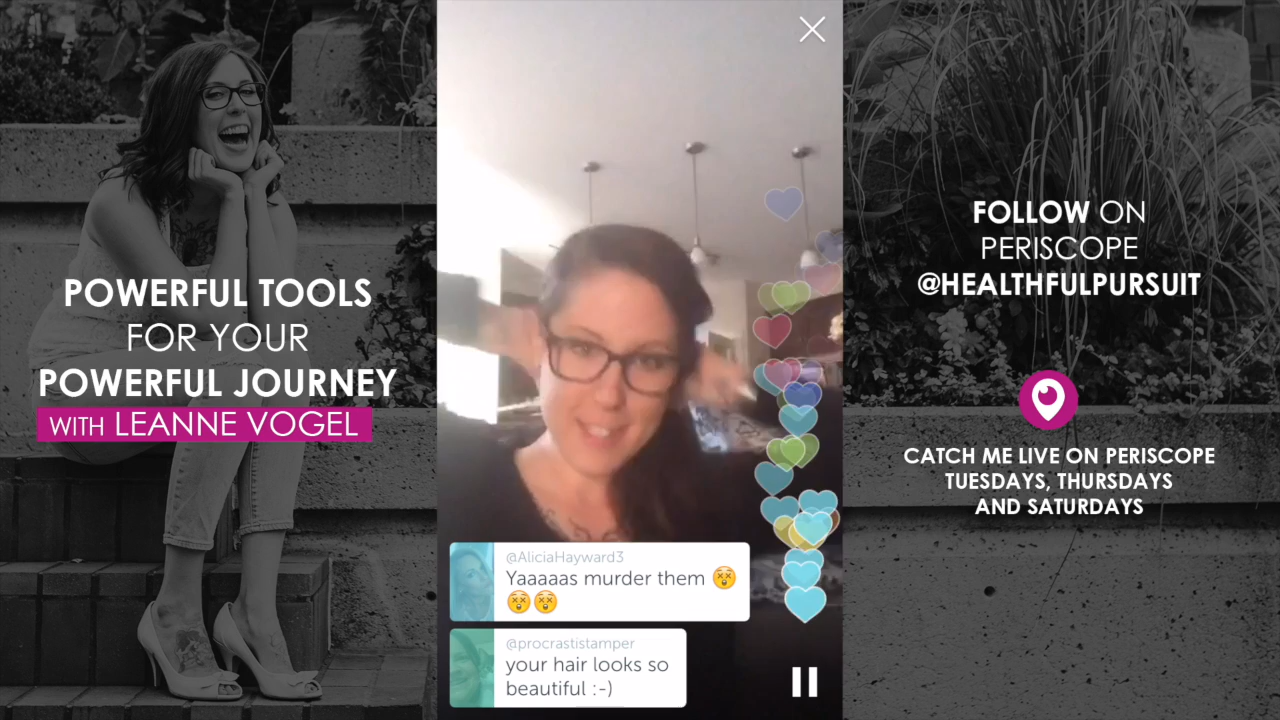 POWERFUL TOOLS
FOR YOUR
POWERFUL JOURNEY
WITH LEANNE VOGEL
@AliciaHayward3
Yaaaaas murder them 😲
😲😲
@procrastistamper
your hair looks so
beautiful :-)
FOLLOW ON
PERISCOPE
@HEALTHFULPURSUIT
CATCH ME LIVE ON PERISCOPE
TUESDAYS, THURSDAYS
AND SATURDAYS